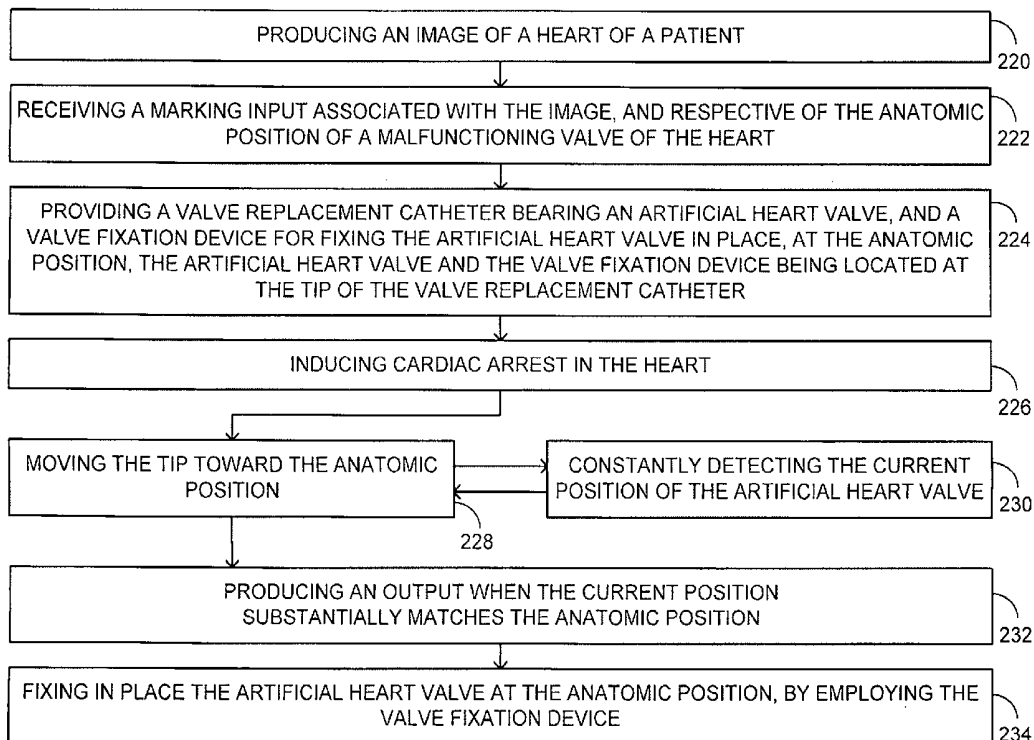 PRODUCING AN IMAGE OF A HEART OF A PATIENT
220
RECEIVING A MARKING INPUT ASSOCIATED WITH THE IMAGE, AND RESPECTIVE OF THE ANATOMIC
POSITION OF A MALFUNCTIONING VALVE OF THE HEART
222
PROVIDING A VALVE REPLACEMENT CATHETER BEARING AN ARTIFICIAL HEART VALVE, AND A
VALVE FIXATION DEVICE FOR FIXING THE ARTIFICIAL HEART VALVE IN PLACE, AT THE ANATOMIC
POSITION, THE ARTIFICIAL HEART VALVE AND THE VALVE FIXATION DEVICE BEING LOCATED AT
THE TIP OF THE VALVE REPLACEMENT CATHETER
224
INDUCING CARDIAC ARREST IN THE HEART
226
MOVING THE TIP TOWARD THE ANATOMIC
POSITION
228
CONSTANTLY DETECTING THE CURRENT
POSITION OF THE ARTIFICIAL HEART VALVE
230
PRODUCING AN OUTPUT WHEN THE CURRENT POSITION
SUBSTANTIALLY MATCHES THE ANATOMIC POSITION
232
FIXING IN PLACE THE ARTIFICIAL HEART VALVE AT THE ANATOMIC POSITION, BY EMPLOYING THE
VALVE FIXATION DEVICE
234